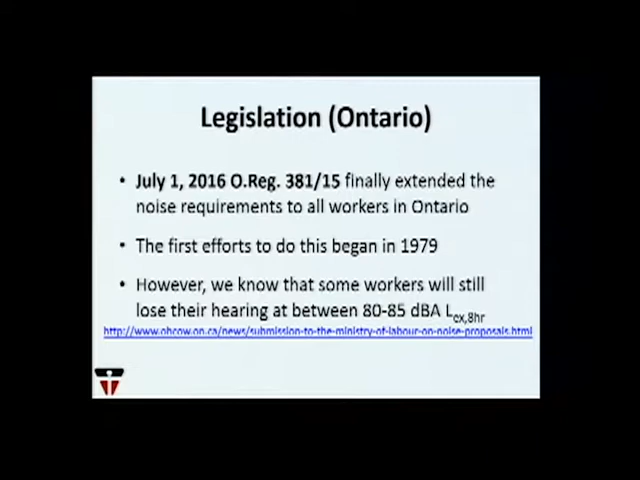 Legislation (Ontario)
• July 1, 2016 O.Reg. 381/15 finally extended the
noise requirements to all workers in Ontario
• The first efforts to do this began in 1979
• However, we know that some workers will still
lose their hearing at between 80-85 dBA Lex,8hr
http://www.ohcow.on.ca/news/submission-to-the-ministry-of-labour-on-noise-proposals.html